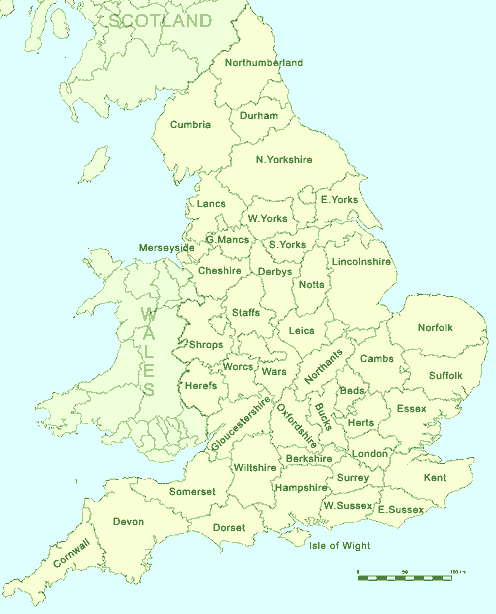 SCOTLAND
Northumberland
Durham
Cumbria
N.Yorkshire
Lancs
E.Yorks
W.Yorks
G.Mancs
S.Yorks
Merseyside
Lincolnshire
Cheshire
Derbys
Notts
WALES
Staffs
Leics
Norfolk
Shrops
Northants
Cambs
Worcs
Wars
Suffolk
Herefs
Beds
Essex
Gloucestershire
Oxfordshire
Bucks
Herts
London
Berkshire
Wiltshire
Surrey
Kent
Hampshire
Somerset
W.Sussex
E.Sussex
Devon
Dorset
Isle of Wight
Cornwall
0
50